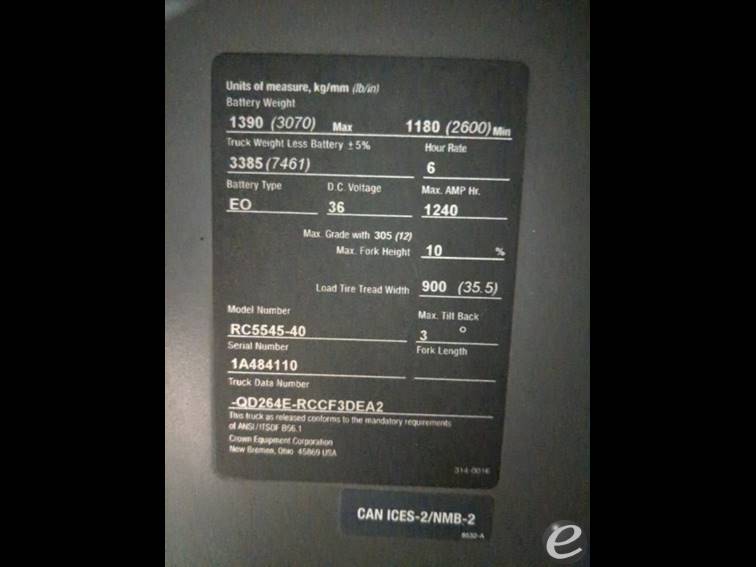 Units of measure, kg/mm (lb/in)
Battery Weight
1390 (3070) Max 1180 (2600) Min
Truck Weight Less Battery ±5% Hour Rate
3385 (7461) 6
Battery Type D.C. Voltage Max. AMP Hr.
EO 36 1240
Max. Grade with 305 (12)
Max. Fork Height 10 %
Load Tire Tread Width 900 (35.5)
Model Number Max. Tilt Back
RC5545-40 3 °
Serial Number Fork Length
1A484110
Truck Data Number
-QD264E-RCCF3DEA2
This truck as released conforms to the mandatory requirements
of ANSI/ITSDF B56.1
Crown Equipment Corporation
New Bremen, Ohio 45869 USA
314-0016
CAN ICES-2/NMB-2
8532-A
e